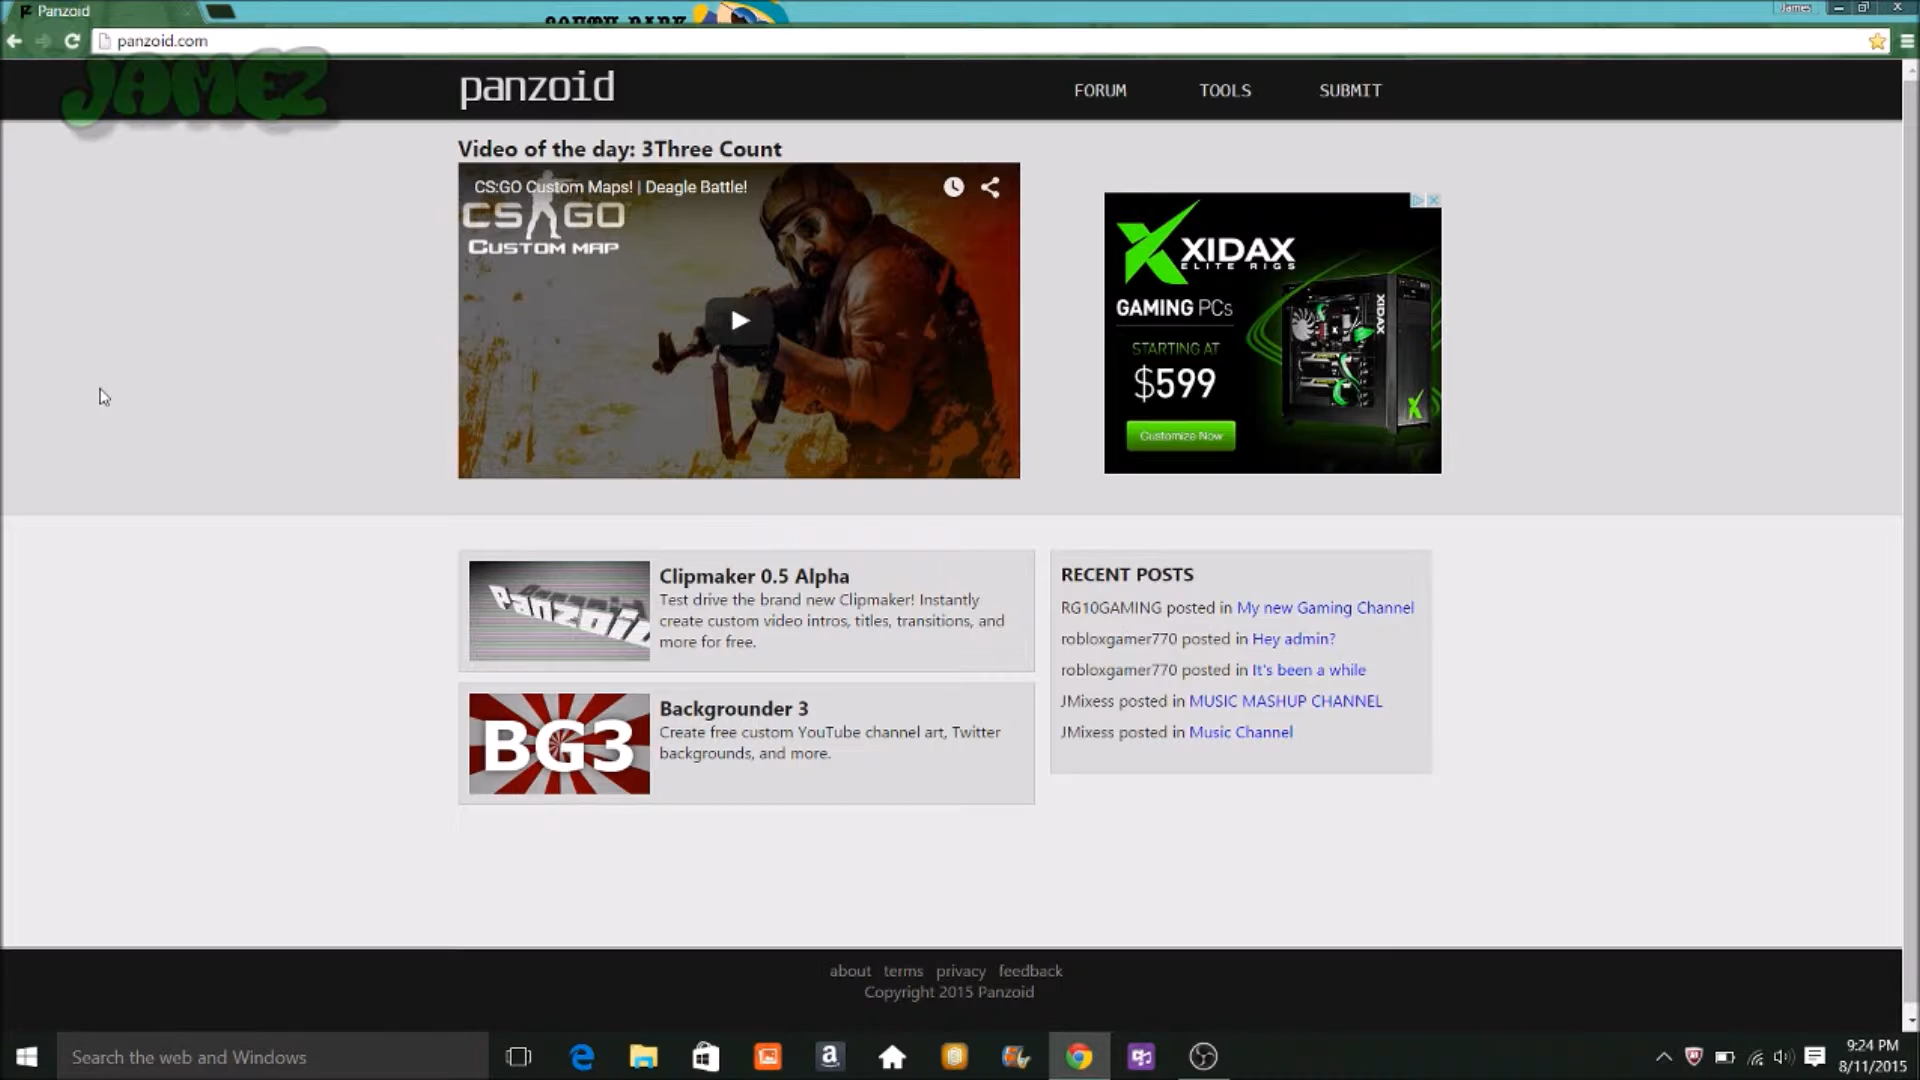 Panzoid
James
panzoid.com
JAMEZ
panzoid
FORUM
TOOLS
SUBMIT
Video of the day: 3Three Count
CS:GO Custom Maps! | Deagle Battle!
CS GO
CUSTOM MAP
XIDAX
ELITE RIGS
GAMING PCs
STARTING AT
$599
Customize Now
XIDAX
Clipmaker 0.5 Alpha
Test drive the brand new Clipmaker! Instantly
create custom video intros, titles, transitions, and
more for free.
Panzoid
Backgrounder 3
Create free custom YouTube channel art, Twitter
backgrounds, and more.
BG3
RECENT POSTS
RG10GAMING posted in My new Gaming Channel
robloxgamer770 posted in Hey admin?
robloxgamer770 posted in It's been a while
JMixess posted in MUSIC MASHUP CHANNEL
JMixess posted in Music Channel
about terms privacy feedback
Copyright 2015 Panzoid
Search the web and Windows
9:24 PM
8/11/2015